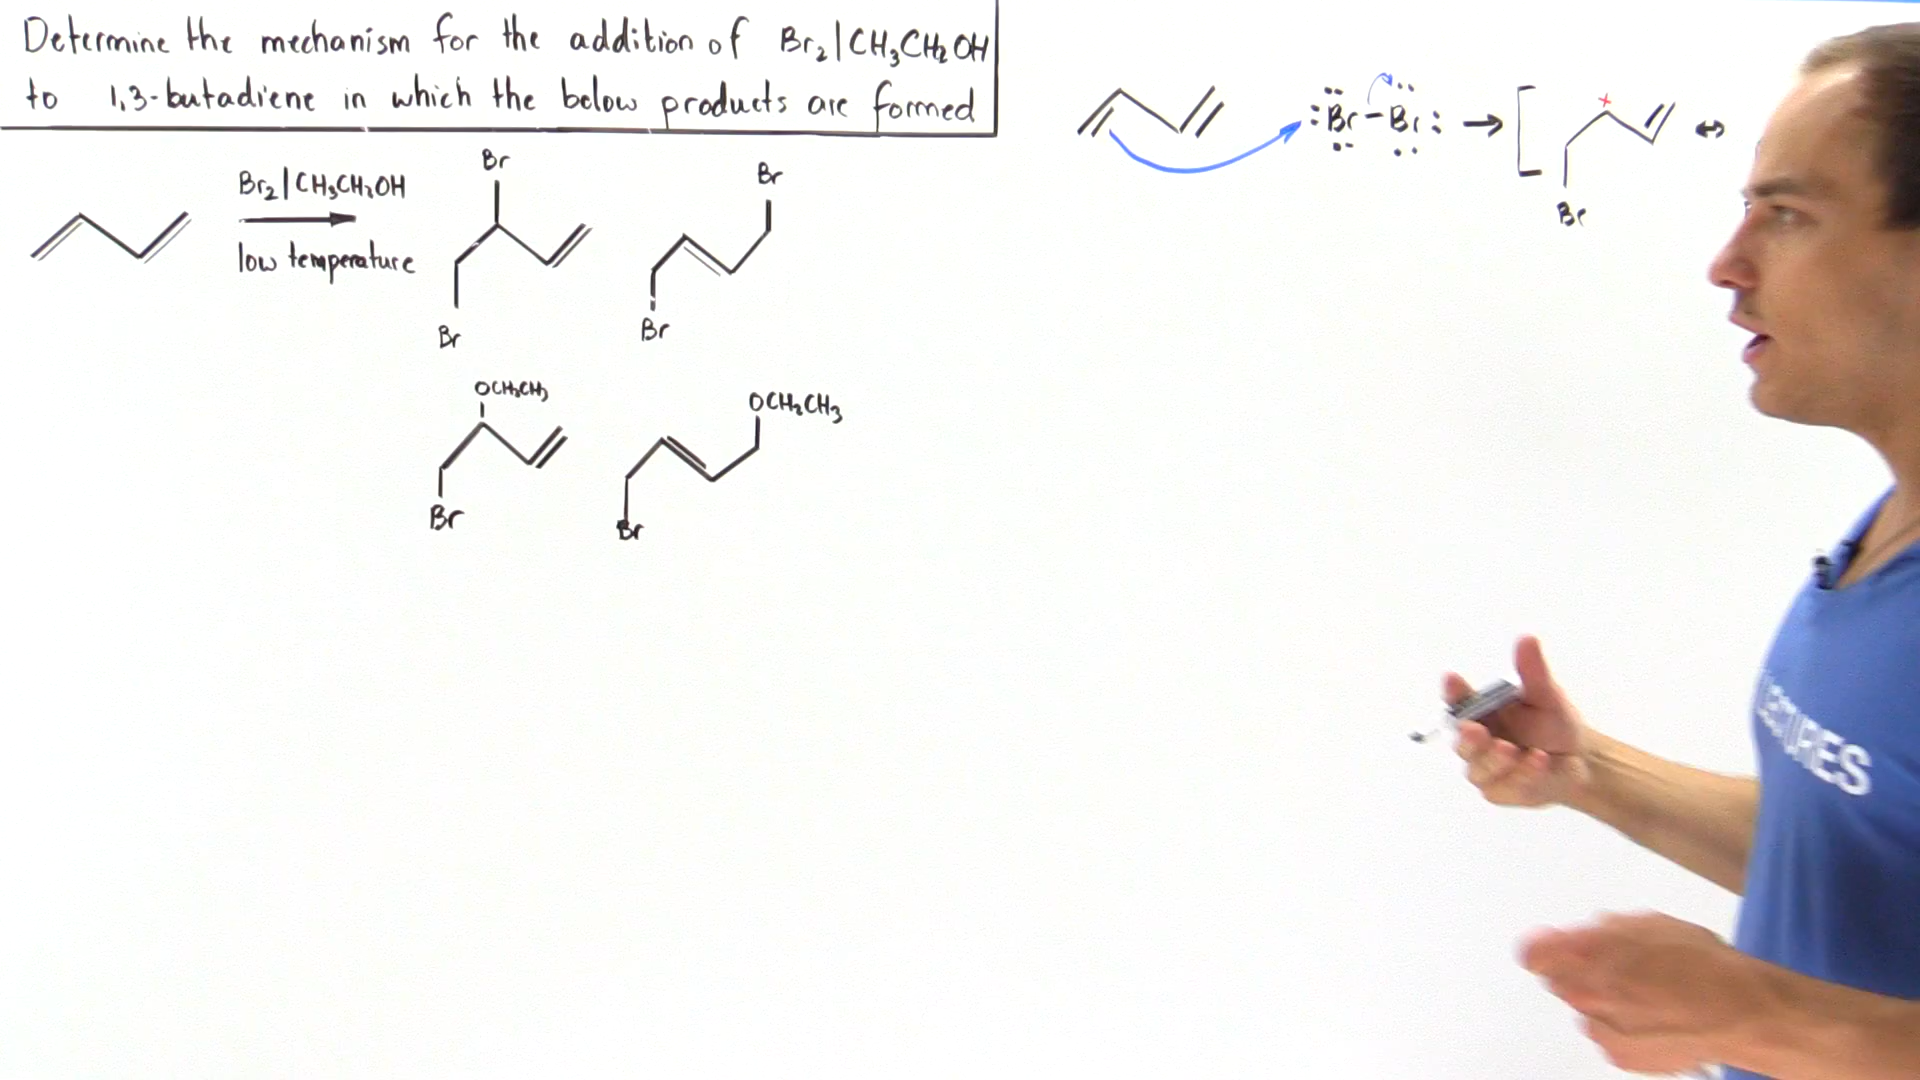 Determine the mechanism for the addition of Br₂ | CH₃CH₂OH
to 1,3-butadiene in which the below products are formed
Br₂ | CH₃CH₂OH
low temperature
Br
Br
Br
Br
OCH₂CH₃
Br
OCH₂CH₃
Br
:Br-Br: → [ + ↔
Br
LECTURES